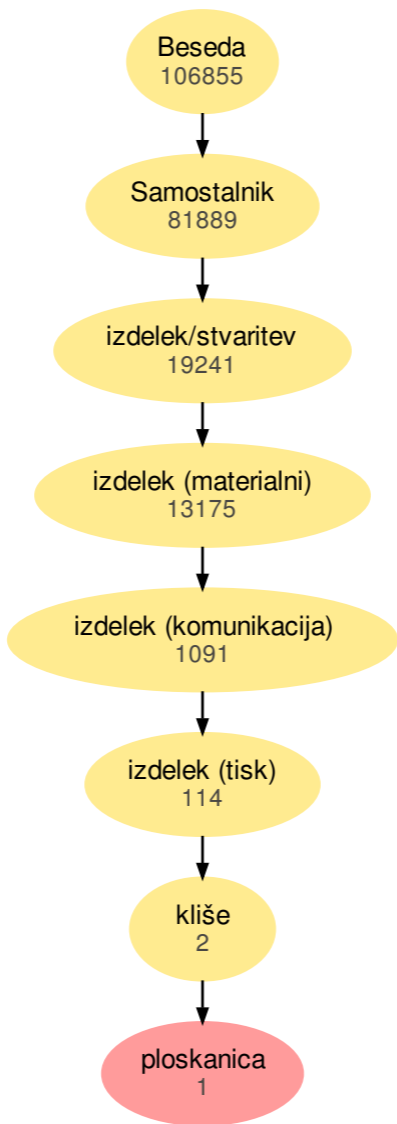 Beseda
106855
Samostalnik
81889
izdelek/stvaritev
19241
izdelek (materialni)
13175
izdelek (komunikacija)
1091
izdelek (tisk)
114
kliše
2
ploskanica
1